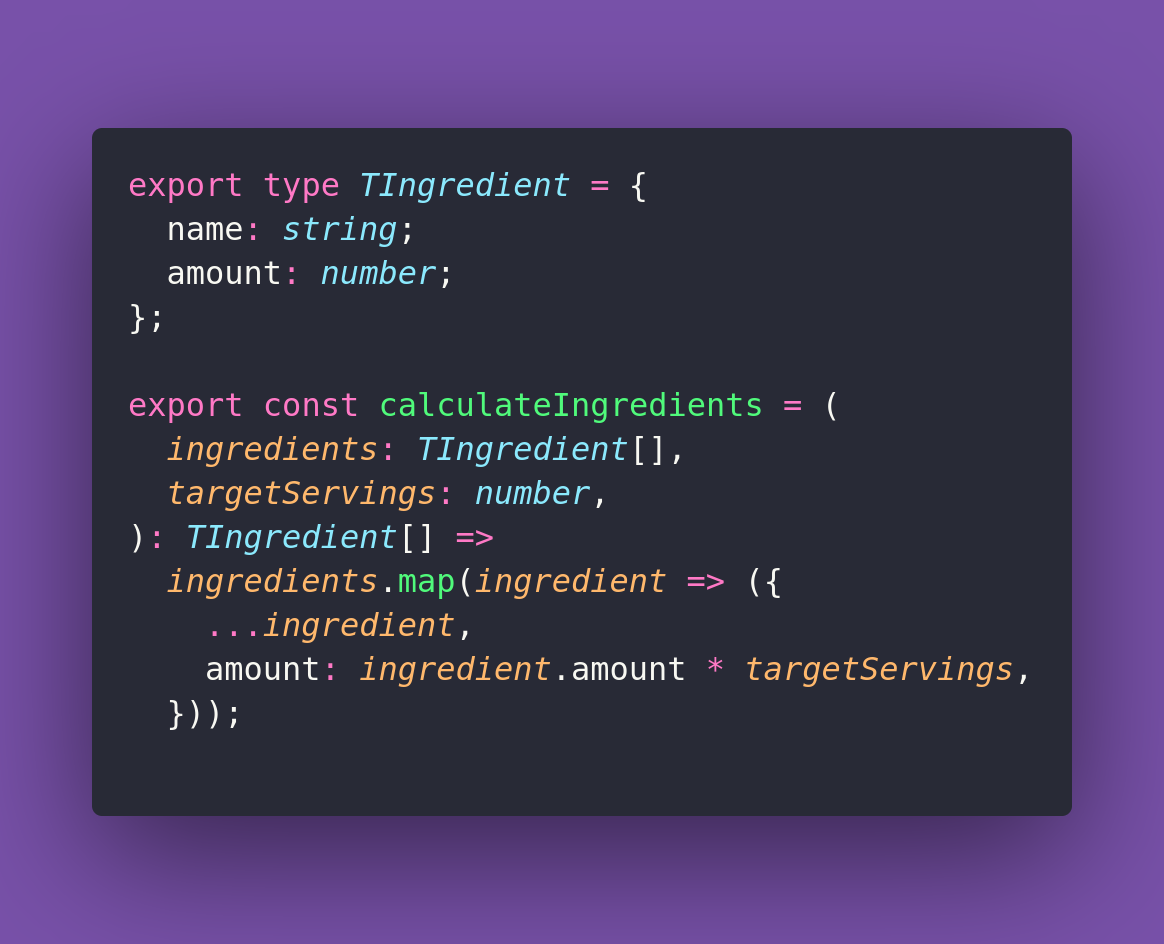 export type TIngredient = {
  name: string;
  amount: number;
};

export const calculateIngredients = (
  ingredients: TIngredient[],
  targetServings: number,
): TIngredient[] =>
  ingredients.map(ingredient => ({
    ...ingredient,
    amount: ingredient.amount * targetServings,
  }));